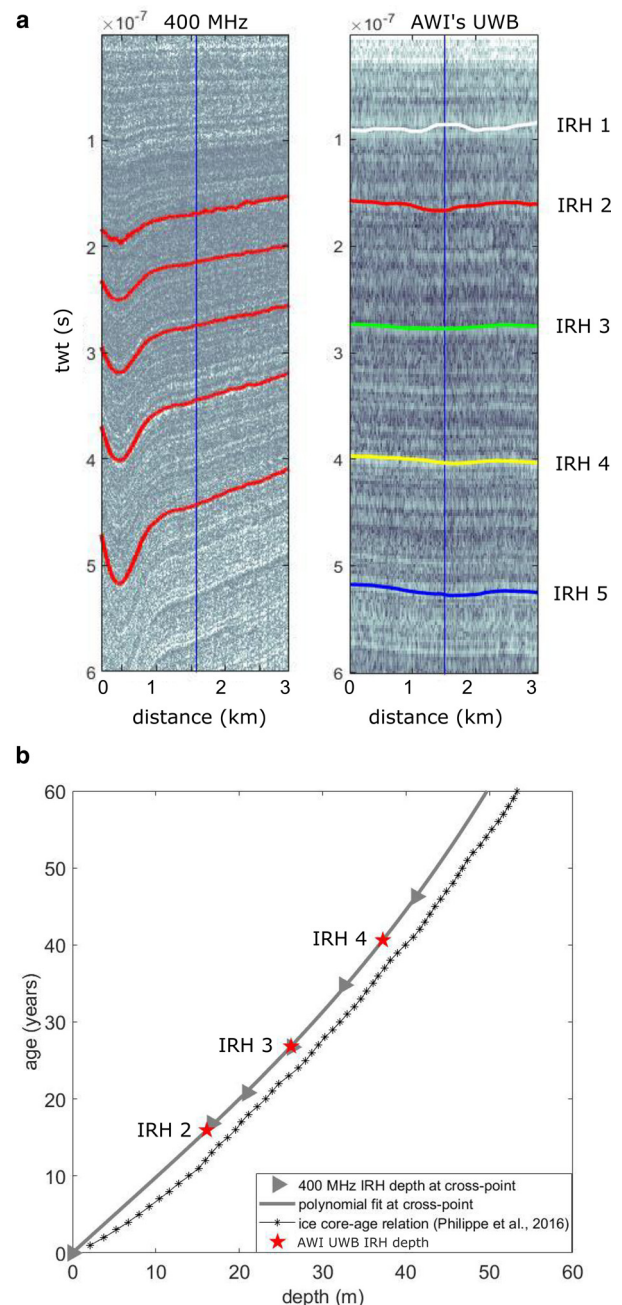 a
400 MHz
AWI's UWB
×10⁻⁷
×10⁻⁷
1
2
3
4
5
6
1
2
3
4
5
6
twt (s)
IRH 1
IRH 2
IRH 3
IRH 4
IRH 5
0 1 2 3
0 1 2 3
distance (km)
distance (km)
b
60
50
40
30
20
10
0
age (years)
IRH 4
IRH 3
IRH 2
400 MHz IRH depth at cross-point
polynomial fit at cross-point
ice core-age relation (Philippe et al., 2016)
AWI UWB IRH depth
0 10 20 30 40 50 60
depth (m)